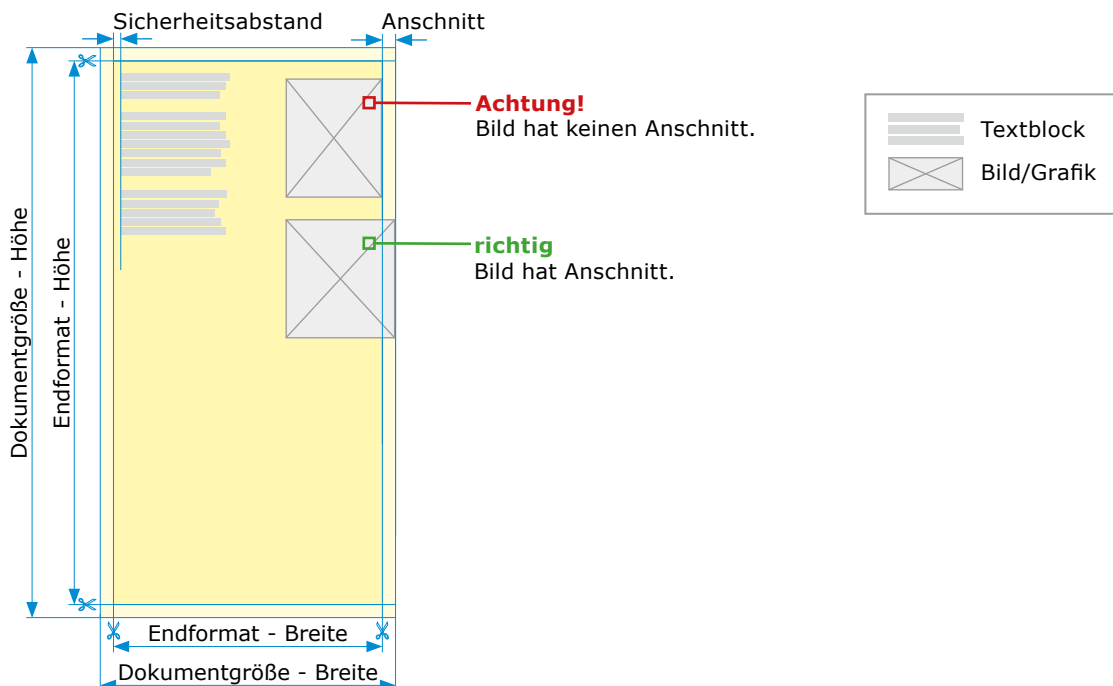 Sicherheitsabstand
Anschnitt
Achtung!
Bild hat keinen Anschnitt.
Textblock
Bild/Grafik
richtig
Bild hat Anschnitt.
Dokumentgröße - Höhe
Endformat - Höhe
Endformat - Breite
Dokumentgröße - Breite